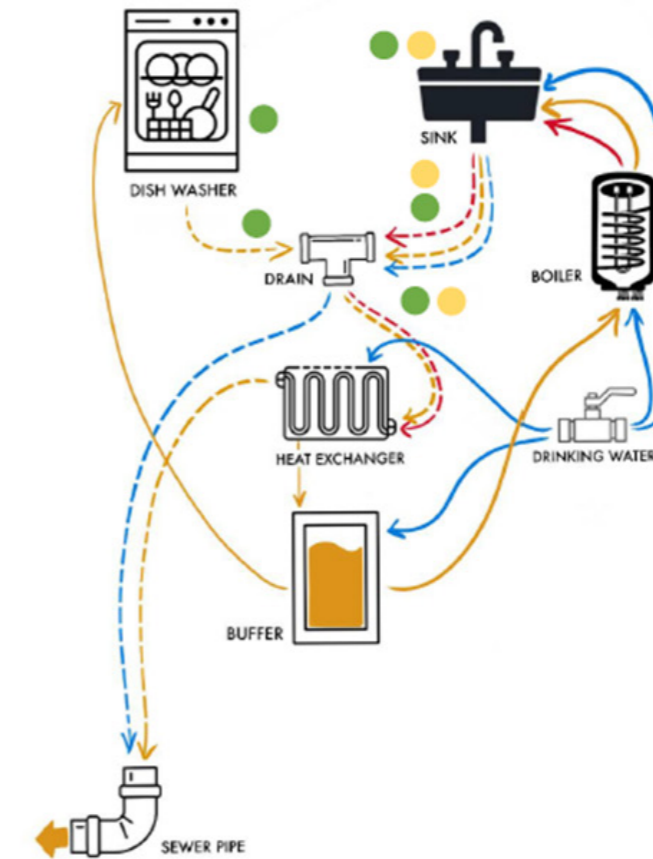 SINK
DISH WASHER
DRAIN
BOILER
HEAT EXCHANGER
DRINKING WATER
BUFFER
SEWER PIPE